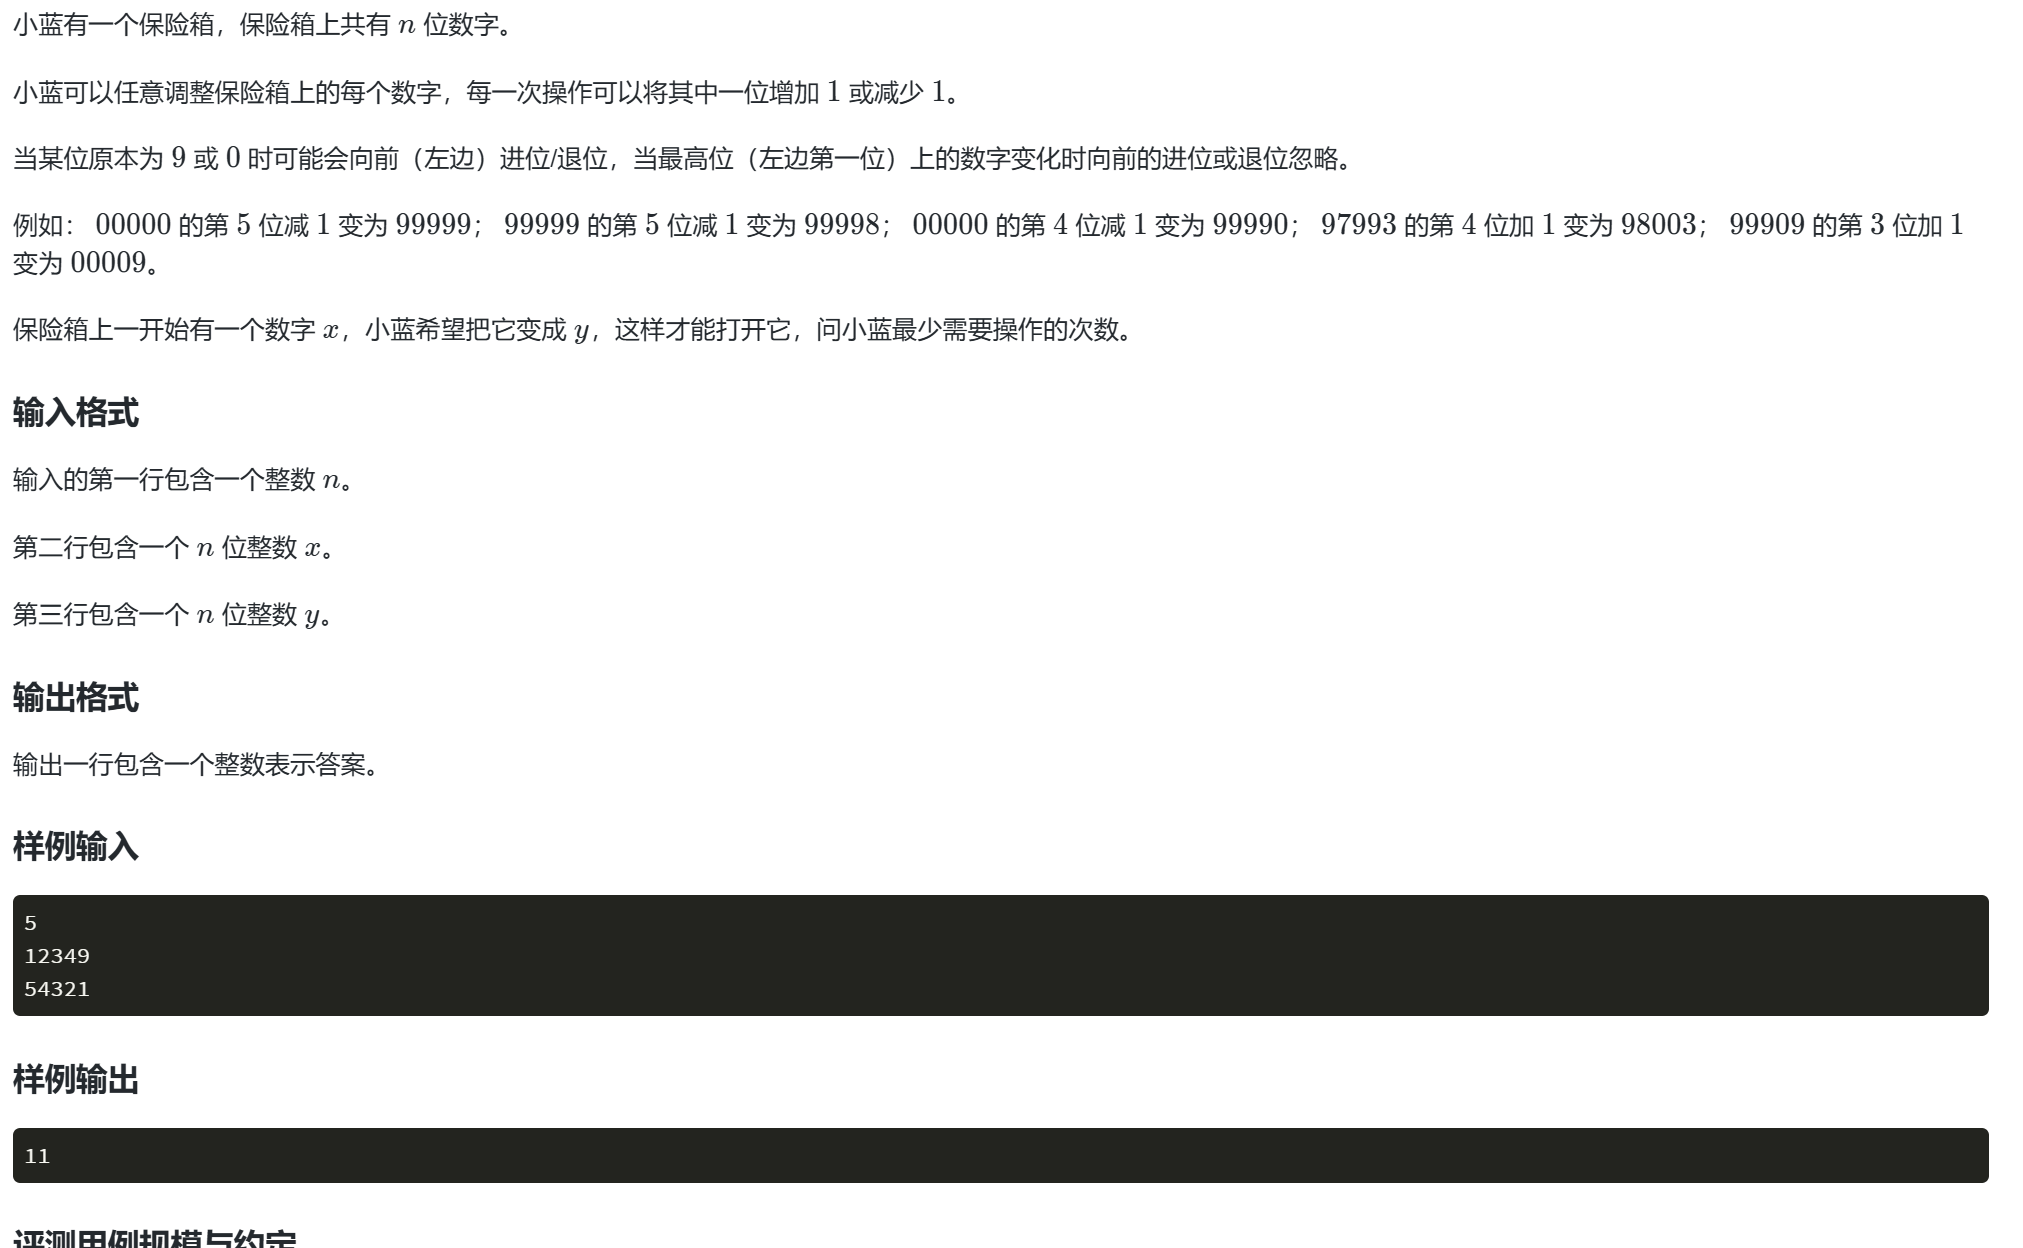 小蓝有一个保险箱，保险箱上共有 n 位数字。
小蓝可以任意调整保险箱上的每个数字，每一次操作可以将其中一位增加 1 或减少 1。
当某位原本为 9 或 0 时可能会向前（左边）进位/退位，当最高位（左边第一位）上的数字变化时向前的进位或退位忽略。
例如： 00000 的第 5 位减 1 变为 99999； 99999 的第 5 位减 1 变为 99998； 00000 的第 4 位减 1 变为 99990； 97993 的第 4 位加 1 变为 98003； 99909 的第 3 位加 1
变为 00009。
保险箱上一开始有一个数字 x，小蓝希望把它变成 y，这样才能打开它，问小蓝最少需要操作的次数。
输入格式
输入的第一行包含一个整数 n。
第二行包含一个 n 位整数 x。
第三行包含一个 n 位整数 y。
输出格式
输出一行包含一个整数表示答案。
样例输入
5
12349
54321
样例输出
11
评测用例规模与约定